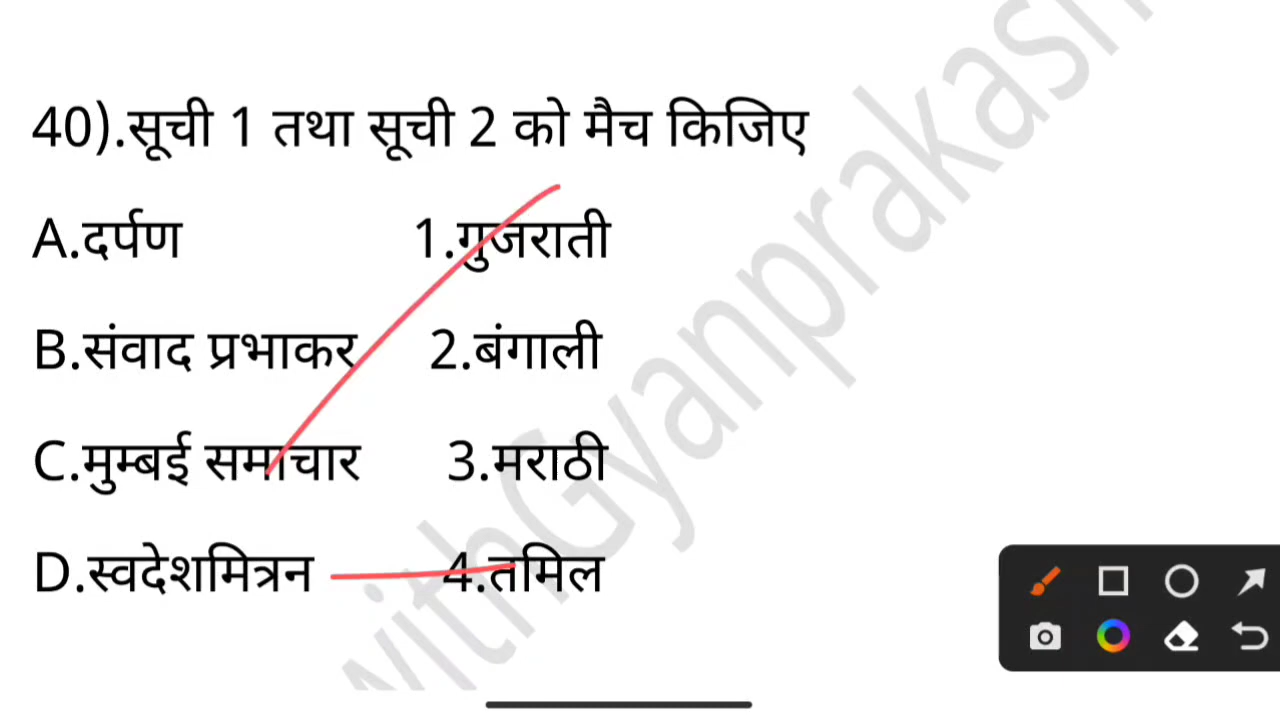 40).सूची 1 तथा सूची 2 को मैच किजिए
A.दर्पण 1.गुजराती
B.संवाद प्रभाकर 2.बंगाली
C.मुम्बई समाचार 3.मराठी
D.स्वदेशमित्रन 4.तमिल
withGyanprakash